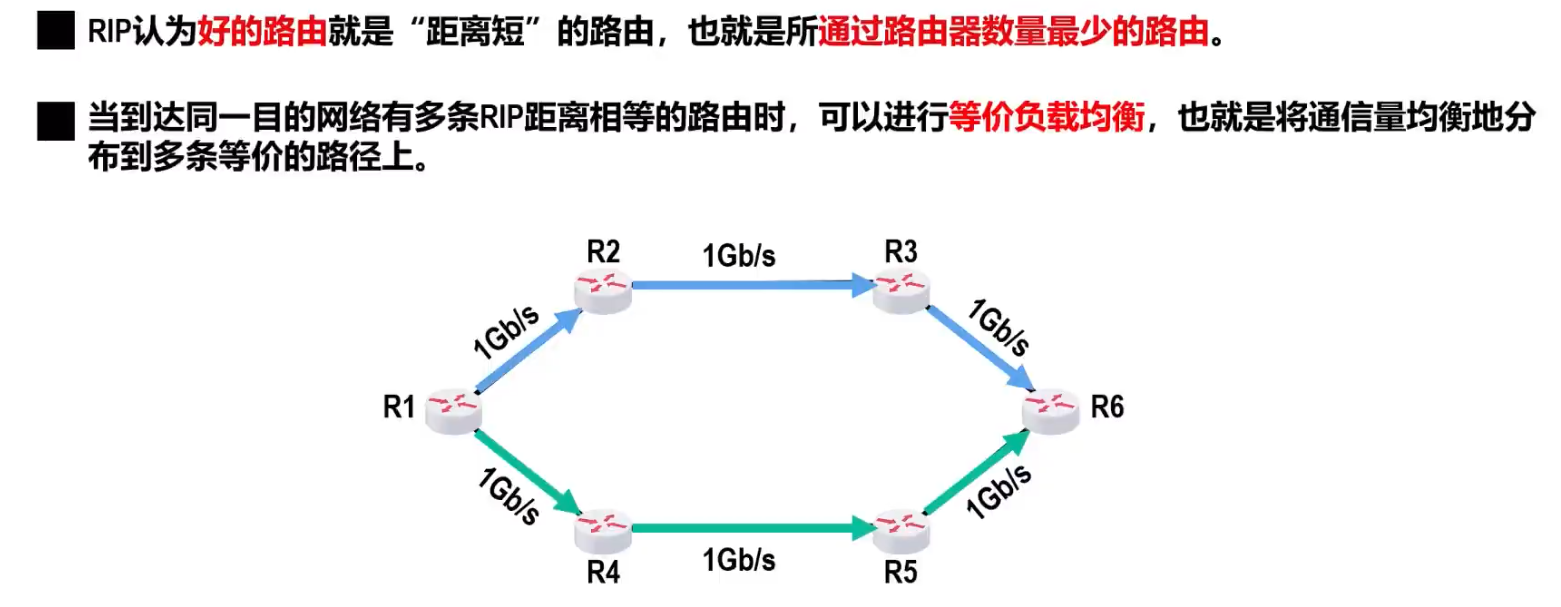 RIP认为好的路由就是“距离短”的路由，也就是所通过路由器数量最少的路由。
当到达同一目的网络有多条RIP距离相等的路由时，可以进行等价负载均衡，也就是将通信量均衡地分
布到多条等价的路径上。
R2
1Gb/s
R3
1Gb/s
1Gb/s
R1
R6
1Gb/s
1Gb/s
R4
1Gb/s
R5